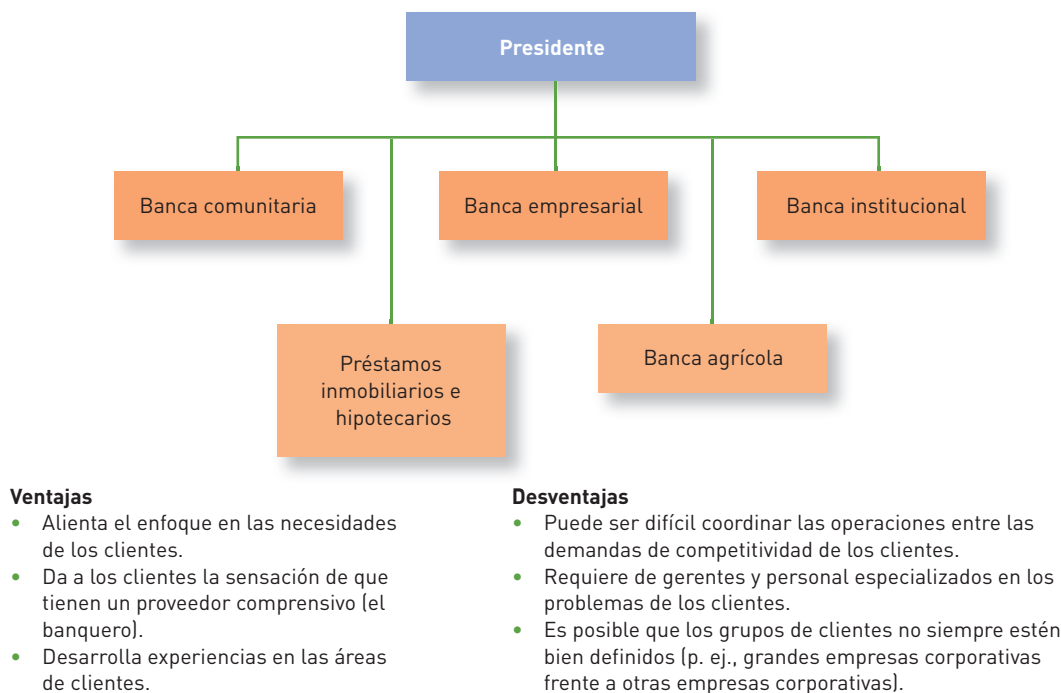 Presidente
Banca comunitaria
Banca empresarial
Banca institucional
Préstamos
inmobiliarios e
hipotecarios
Banca agrícola
Ventajas
• Alienta el enfoque en las necesidades
de los clientes.
• Da a los clientes la sensación de que
tienen un proveedor comprensivo (el
banquero).
• Desarrolla experiencias en las áreas
de clientes.
Desventajas
• Puede ser difícil coordinar las operaciones entre las
demandas de competitividad de los clientes.
• Requiere de gerentes y personal especializados en los
problemas de los clientes.
• Es posible que los grupos de clientes no siempre estén
bien definidos (p. ej., grandes empresas corporativas
frente a otras empresas corporativas).